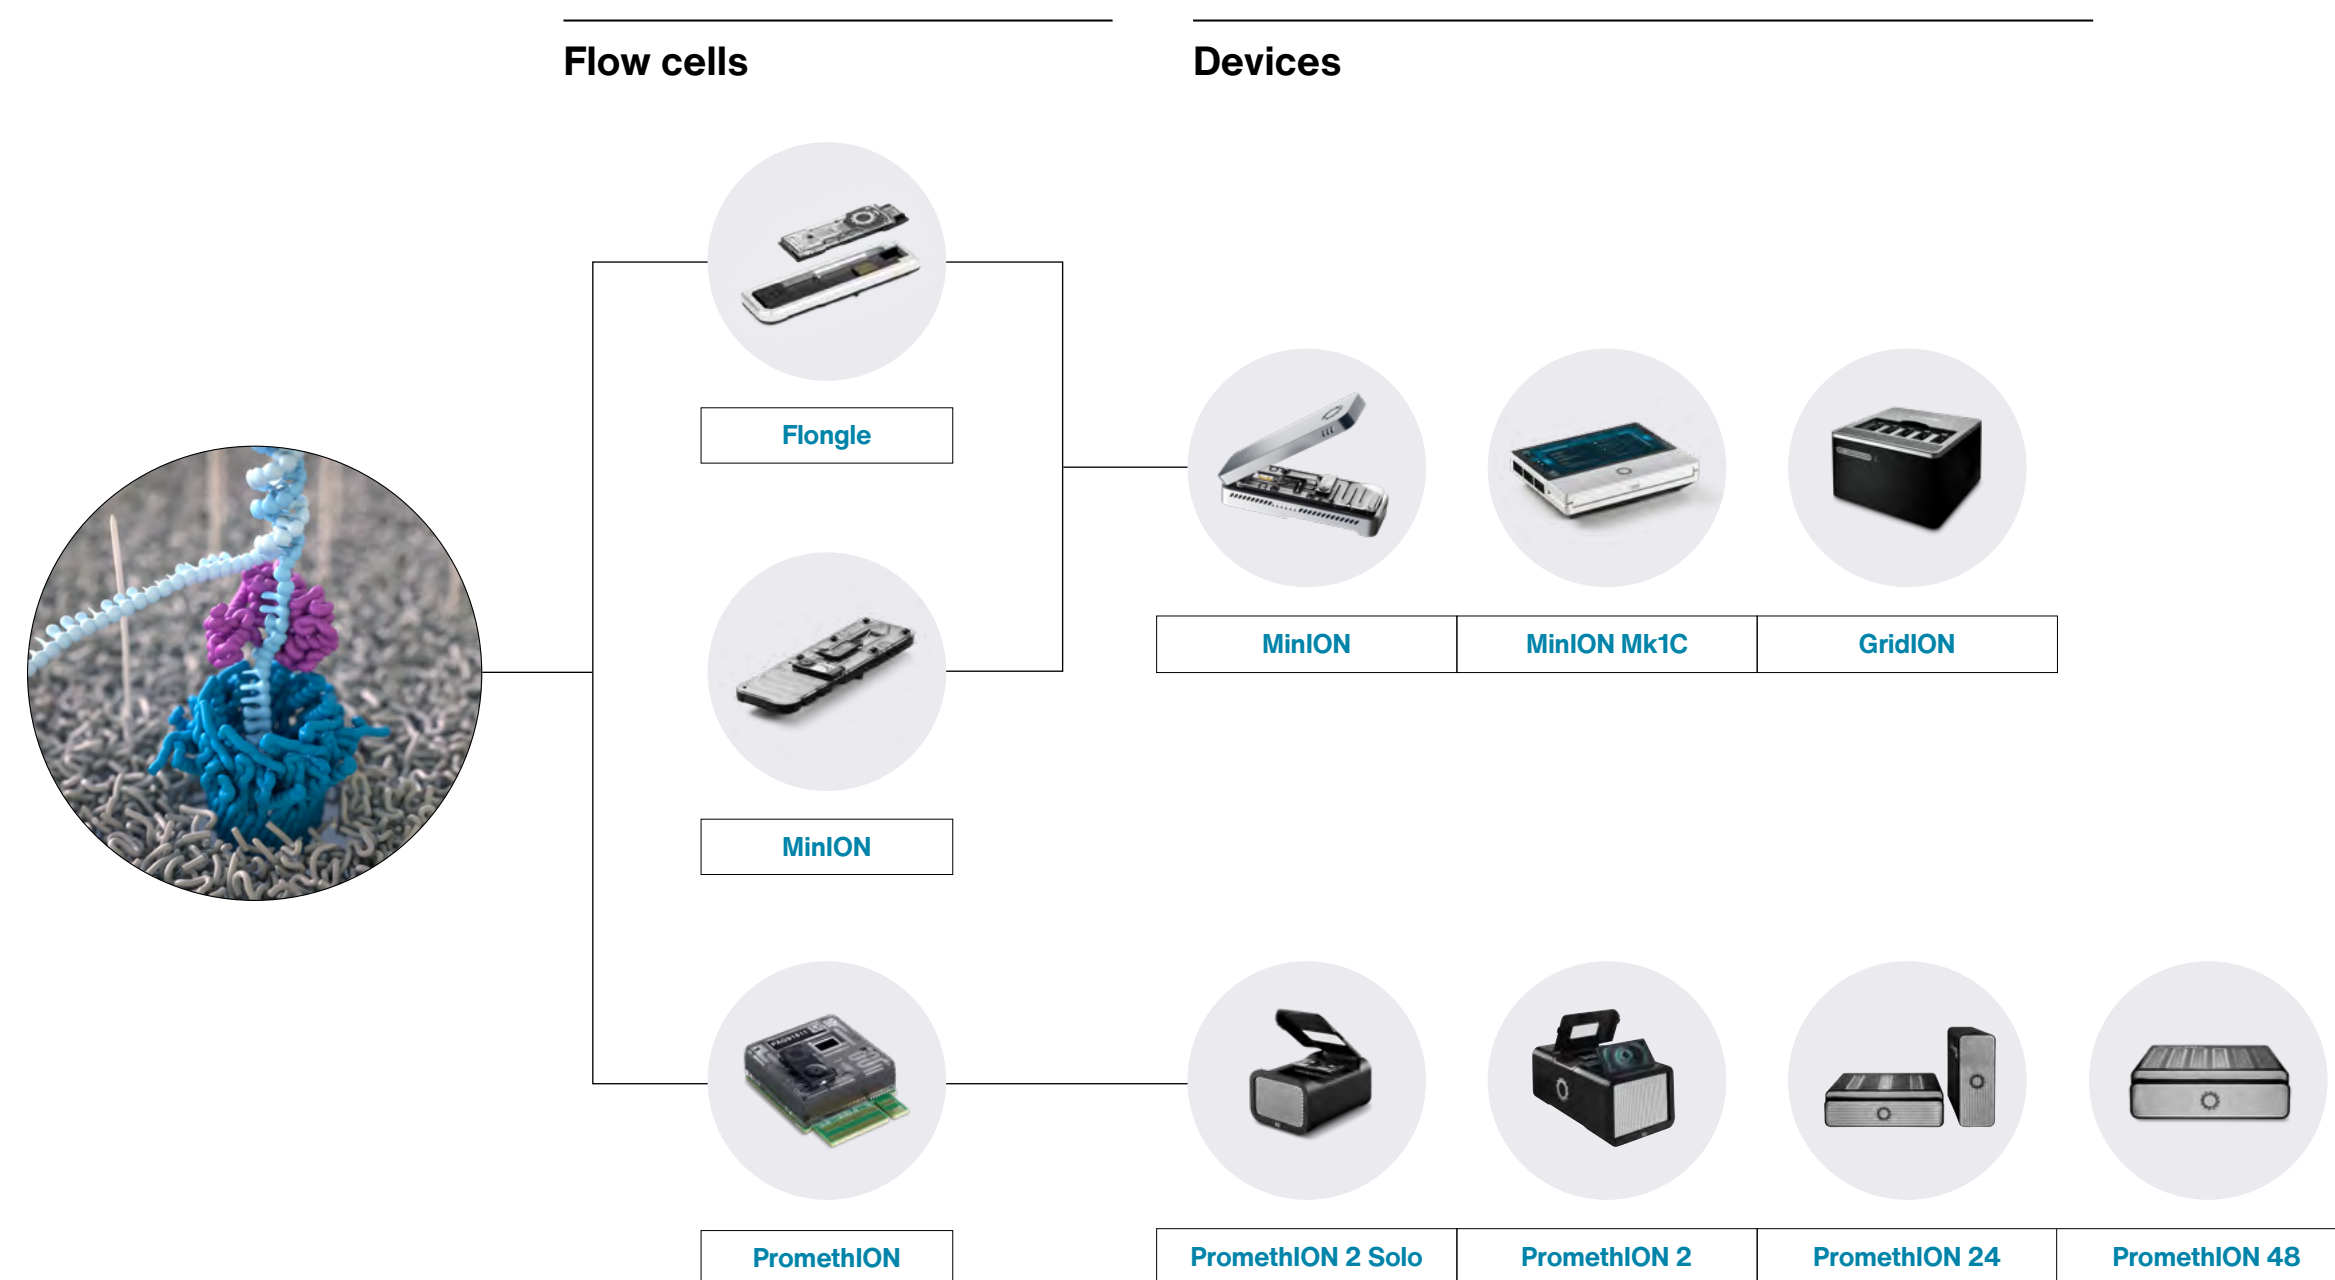 Flow cells
Devices
Flongle
MinION
MinION Mk1C
GridION
MinION
PromethION
PromethION 2 Solo
PromethION 2
PromethION 24
PromethION 48